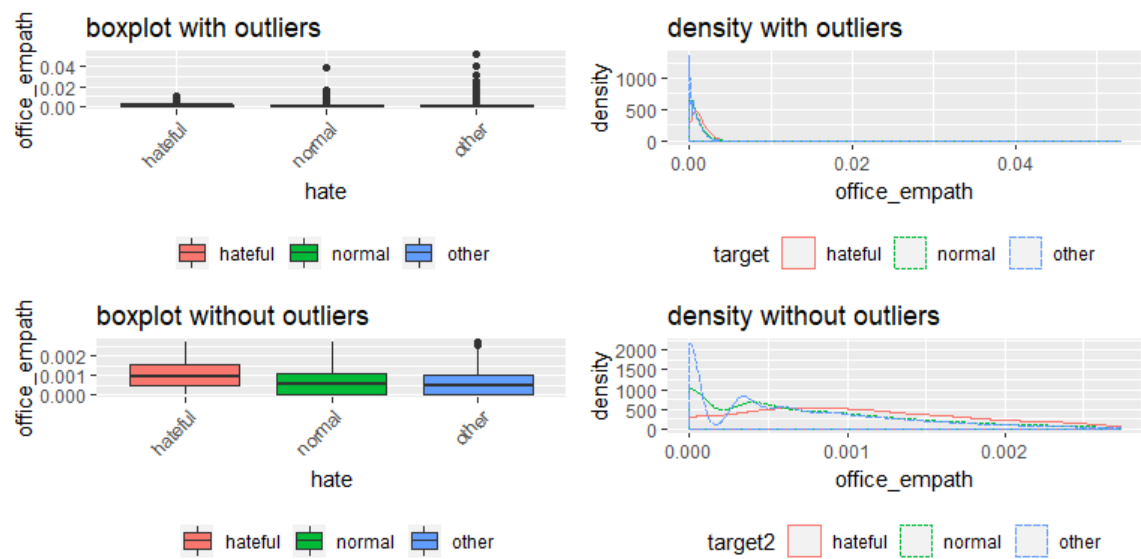 boxplot with outliers
office_empath
0.04
0.02
0.00
hateful
normal
other
hate
hateful normal other
density with outliers
density
1000
500
0
0.00 0.02 0.04
office_empath
target hateful normal other
boxplot without outliers
office_empath
0.002
0.001
0.000
hateful
normal
other
hate
hateful normal other
density without outliers
density
2000
1500
1000
500
0
0.000 0.001 0.002
office_empath
target2 hateful normal other